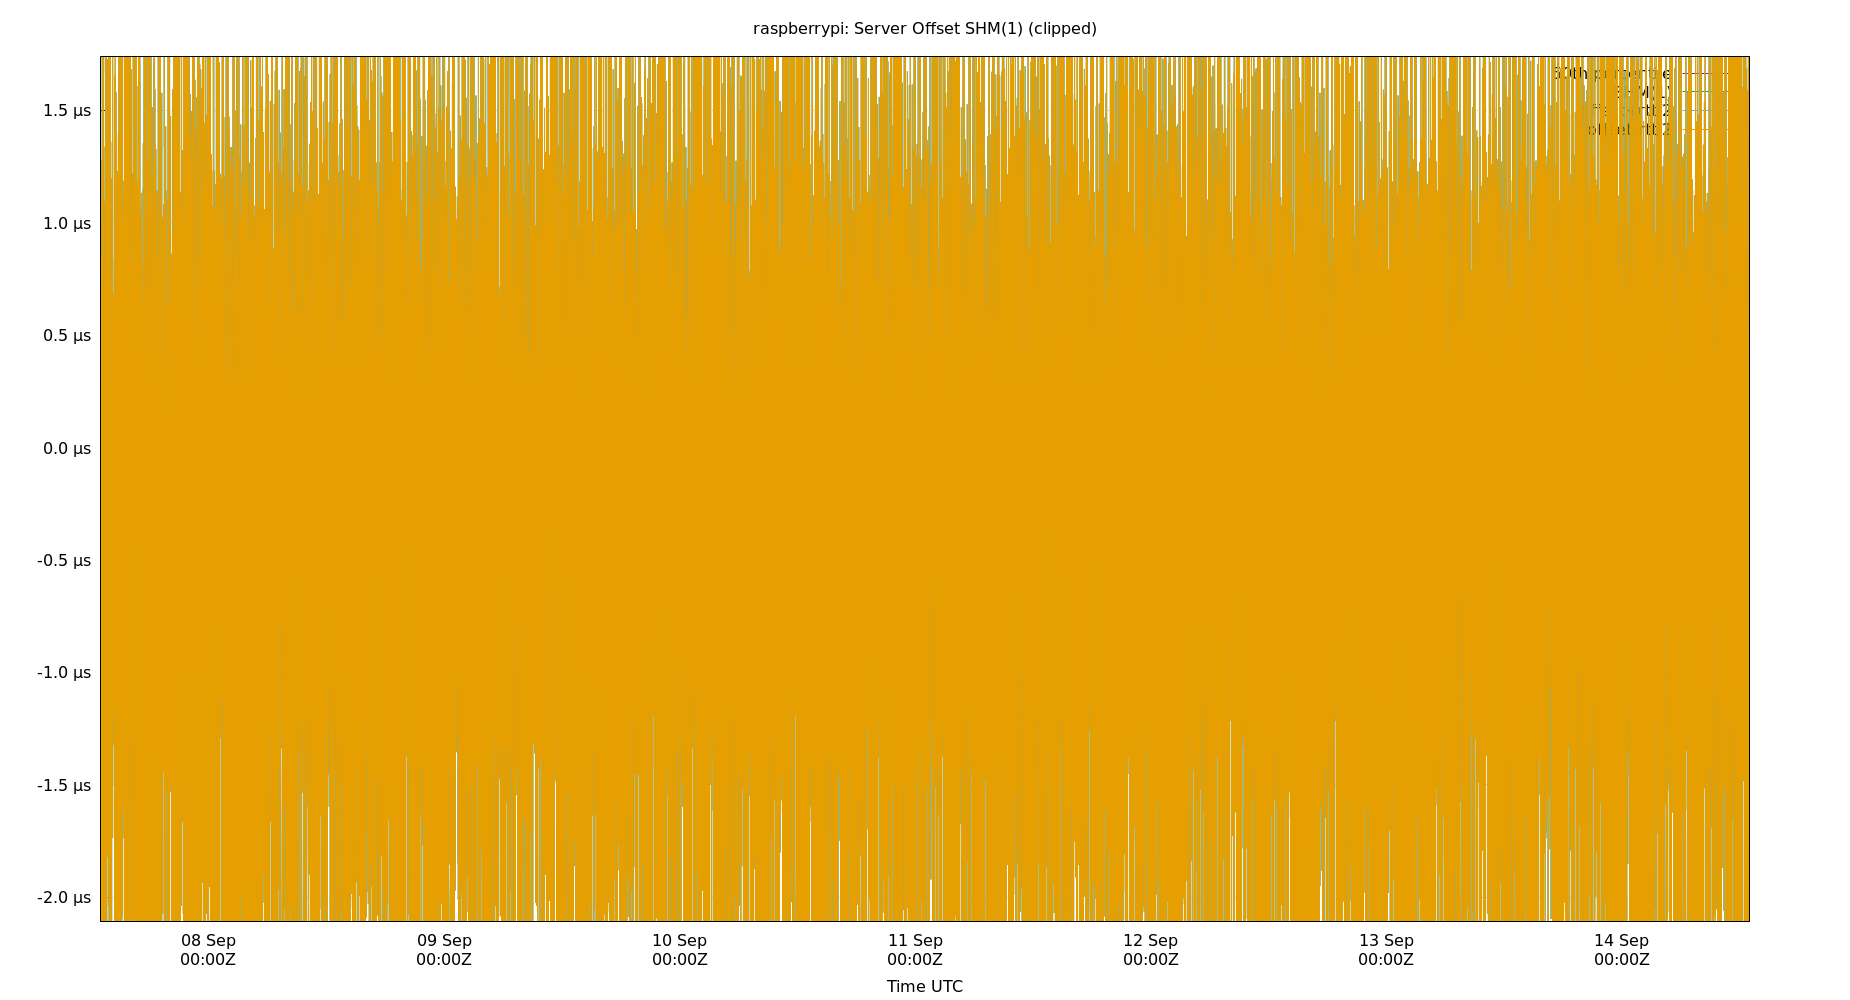 raspberrypi: Server Offset SHM(1) (clipped)
1.5 µs
1.0 µs
0.5 µs
0.0 µs
-0.5 µs
-1.0 µs
-1.5 µs
-2.0 µs
08 Sep 09 Sep 10 Sep 11 Sep 12 Sep 13 Sep 14 Sep
00:00Z 00:00Z 00:00Z 00:00Z 00:00Z 00:00Z 00:00Z
Time UTC